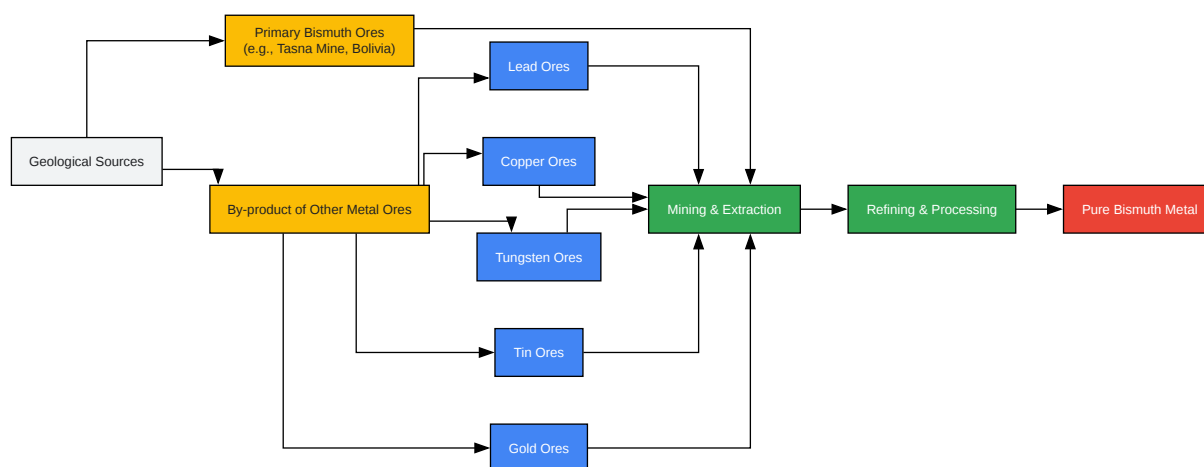 Primary Bismuth Ores
(e.g., Tasna Mine, Bolivia)
Lead Ores
Geological Sources
Copper Ores
By-product of Other Metal Ores
Mining & Extraction
Refining & Processing
Pure Bismuth Metal
Tungsten Ores
Tin Ores
Gold Ores